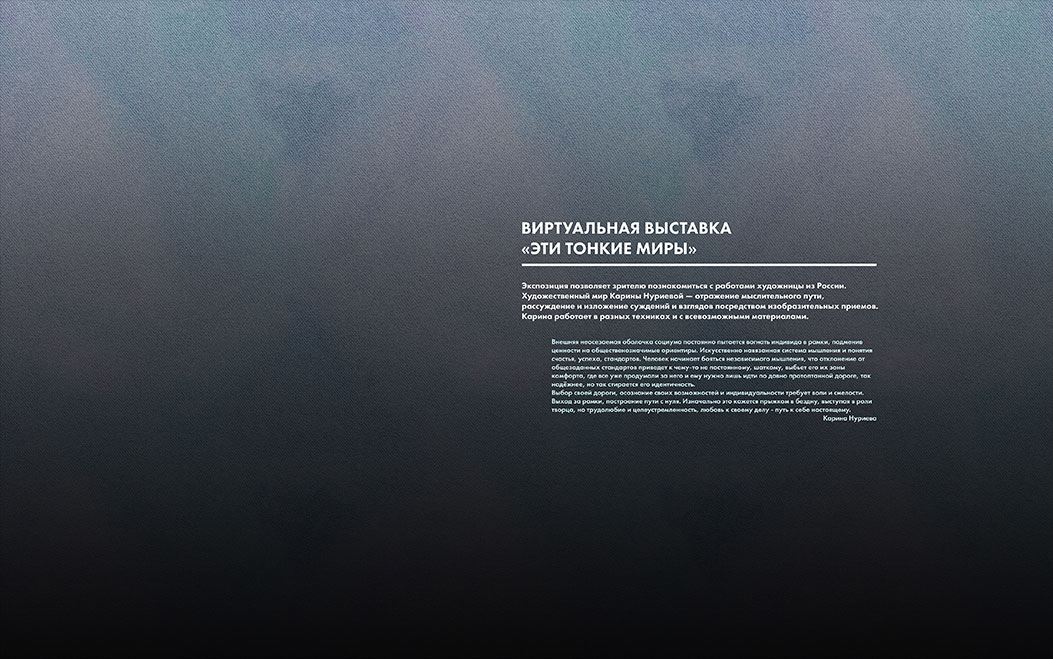 ВИРТУАЛЬНАЯ ВЫСТАВКА
«ЭТИ ТОНКИЕ МИРЫ»
Экспозиция позволяет зрителю познакомиться с работами художницы из России.
Художественный мир Карины Нуриевой — отражение мыслительного пути,
рассуждение и изложение суждений и взглядов посредством изобразительных приемов.
Карина работает в разных техниках и с всевозможными материалами.
Внешняя неосезаемая оболочка социума постоянно пытается вогнать индивида в рамки, подменив
ценности на общественозначимые ориентиры. Искусственно навязанная система мышления и понятия
счастья, успеха, стандартов. Человек начинает бояться независимого мышления, что отклонение от
общезаданных стандартов приведет к чему-то не постоянному, шаткому, выбьет его их зоны
комфорта, где все уже продумали за него и ему нужно лишь идти по давно протоптанной дороге, так
надёжнее, но так стирается его идентичность.
Выбор своей дороги, осознание своих возможностей и индивидуальности требует воли и смелости.
Выход за рамки, построение пути с нуля. Изначально это кажется прыжком в бездну, выступая в роли
творца, но трудолюбие и целеустремленность, любовь к своему делу - путь к себе настоящему.
Карина Нуриева